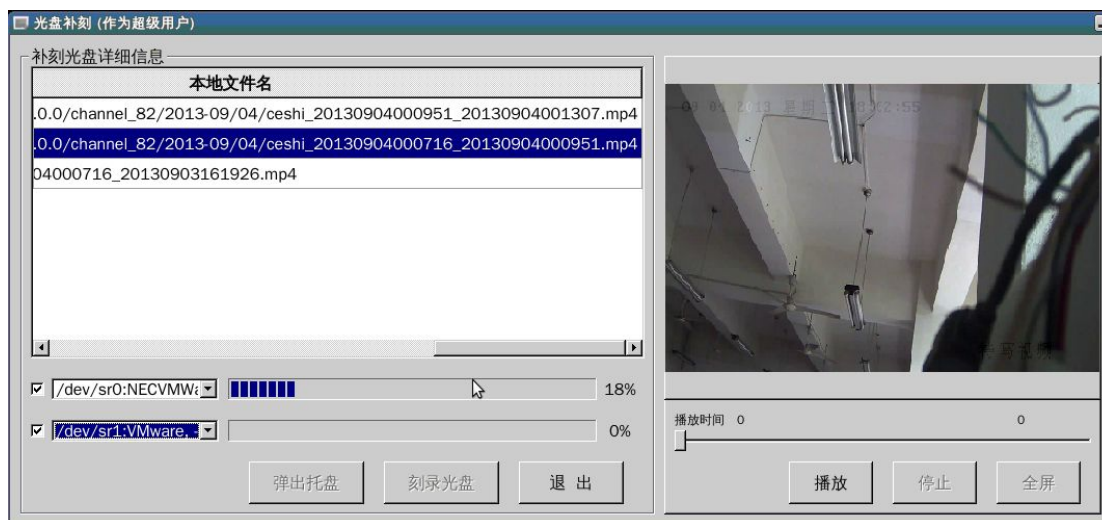 光盘补刻 (作为超级用户)
补刻光盘详细信息
本地文件名
.0.0/channel_82/2013-09/04/ceshi_20130904000951_20130904001307.mp4
.0.0/channel_82/2013-09/04/ceshi_20130904000716_20130904000951.mp4
04000716_20130903161926.mp4
/dev/sr0:NECVMWa
18%
/dev/sr1:VMware, -
0%
弹出托盘 刻录光盘 退 出
播放时间 0 0
播放 停止 全屏